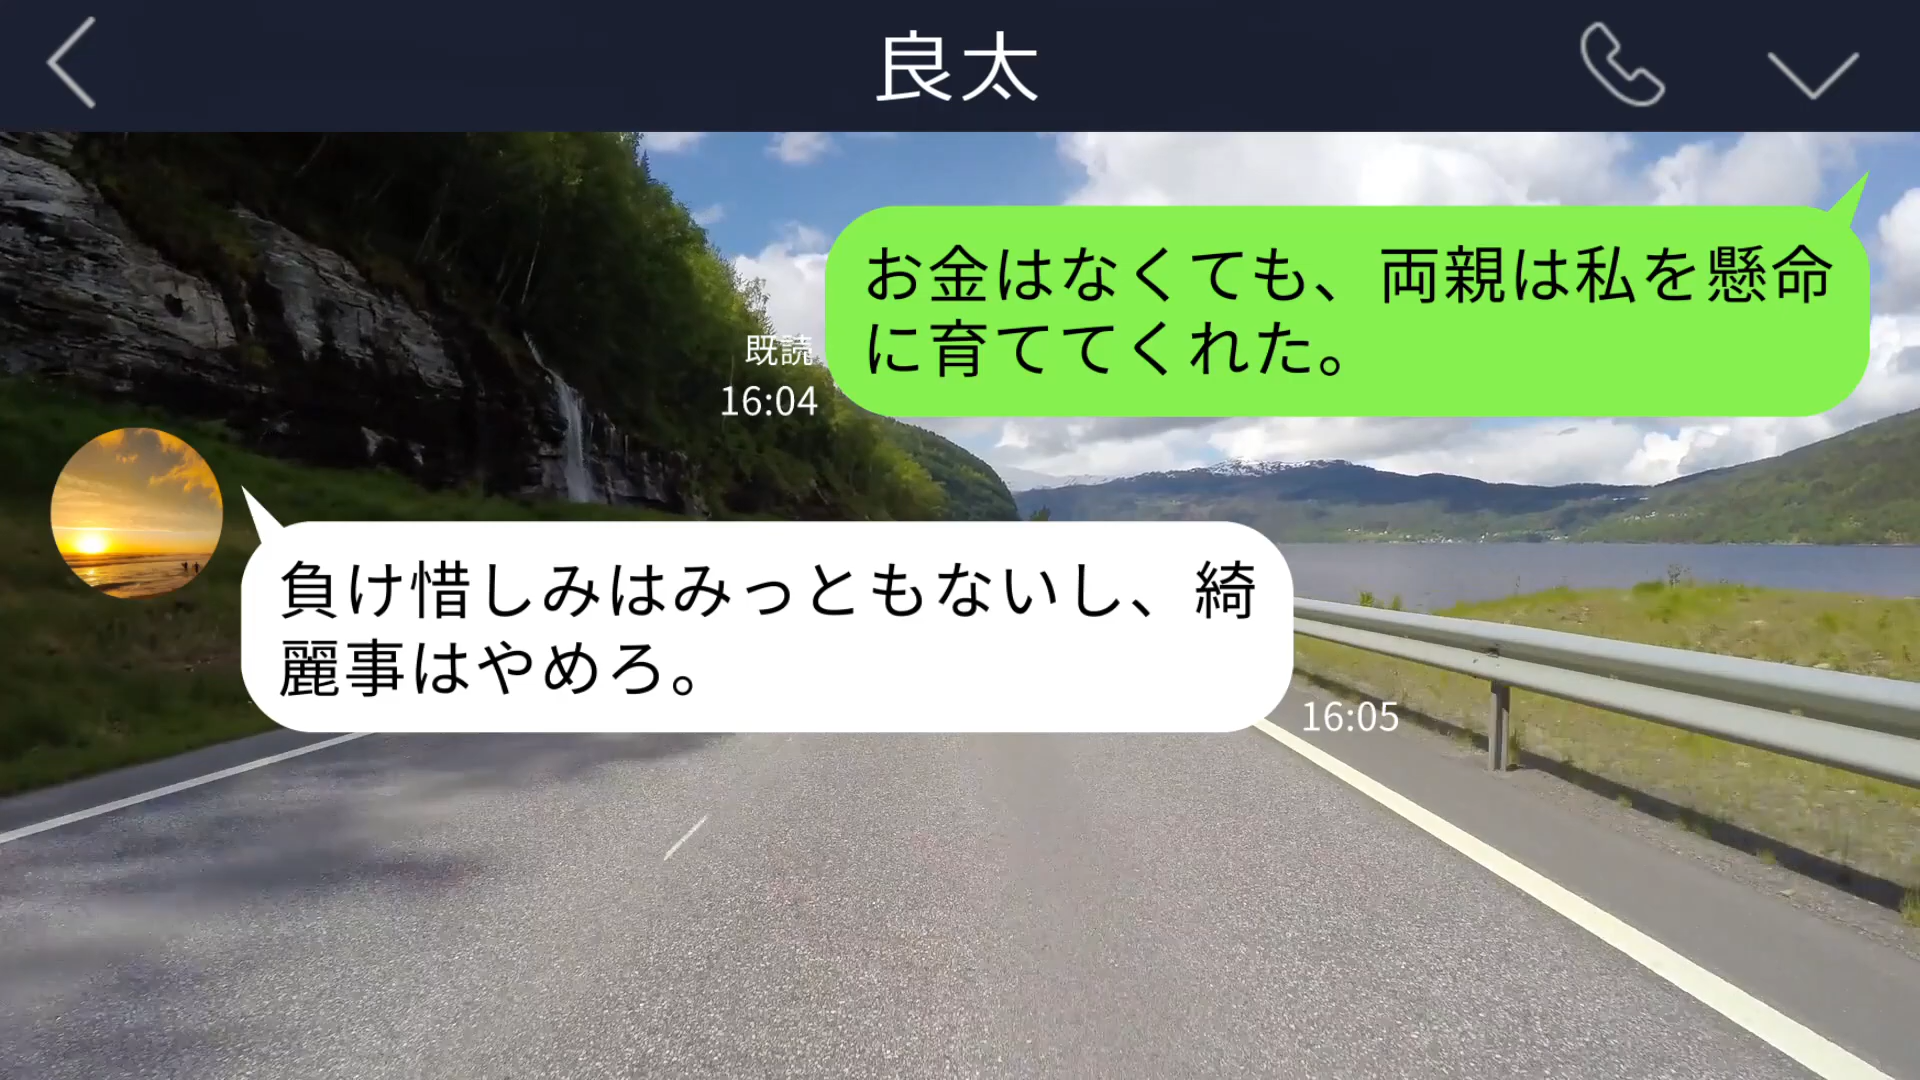 良太
お金はなくても、両親は私を懸命
に育ててくれた。
既読
16:04
負け惜しみはみっともないし、綺
麗事はやめろ。
16:05